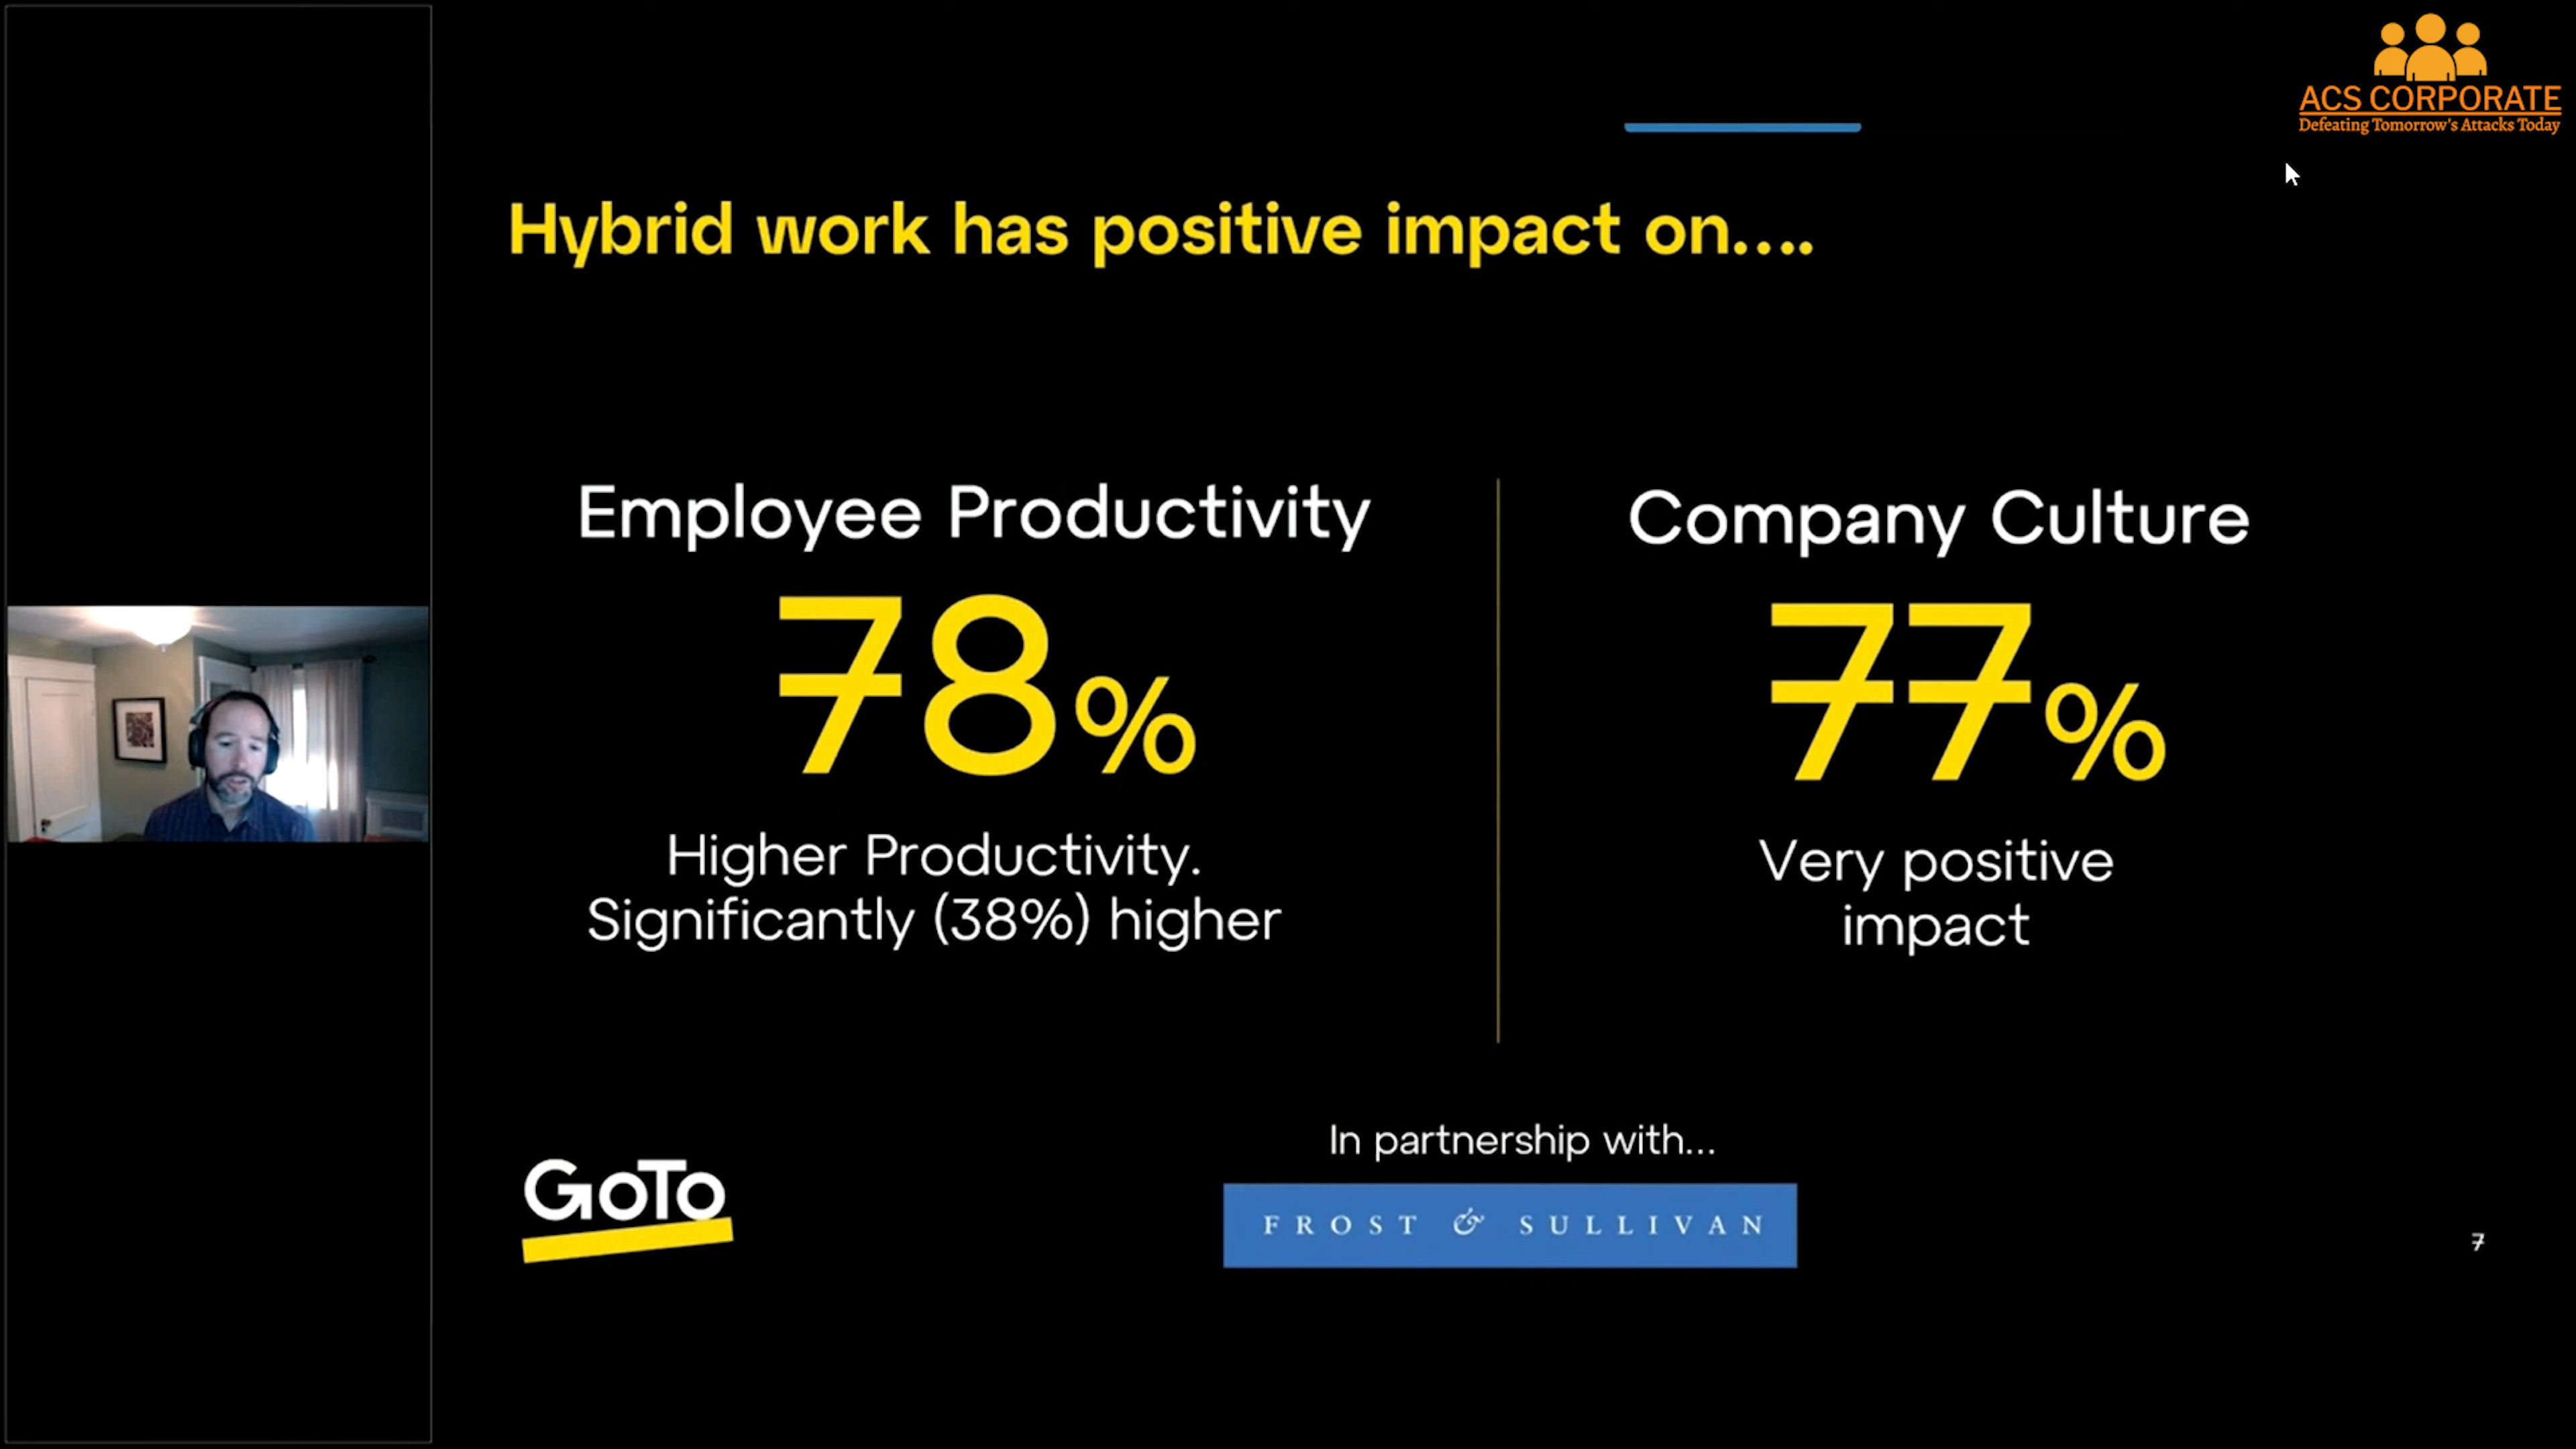 ACS CORPORATE
Defeating Tomorrow's Attacks Today
Hybrid work has positive impact on....
Employee Productivity
78%
Higher Productivity.
Significantly (38%) higher
Company Culture
77%
Very positive
impact
In partnership with...
GoTo
FROST & SULLIVAN
7